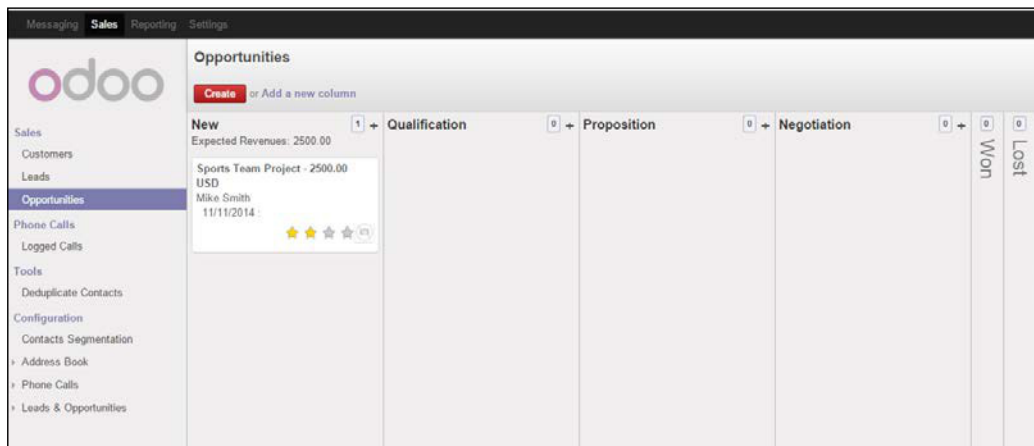 Messaging Sales Reporting Settings
odoo
Sales
Customers
Leads
Opportunities
Phone Calls
Logged Calls
Tools
Deduplicate Contacts
Configuration
Contacts Segmentation
Address Book
Phone Calls
Leads & Opportunities
Opportunities
Create or Add a new column
New 1 +
Expected Revenues: 2500.00
Sports Team Project - 2500.00
USD
Mike Smith
11/11/2014 :
Qualification 0 +
Proposition 0 +
Negotiation 0 +
0
Won
0
Lost